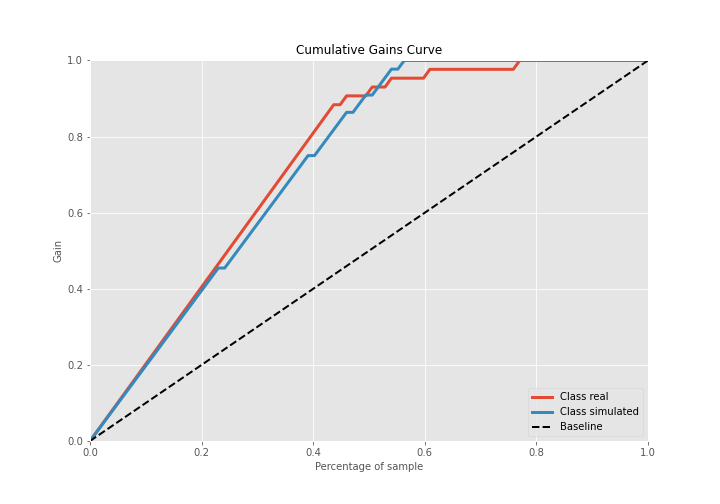 Cumulative Gains Curve
1.0
0.8
0.6
0.4
0.2
0.0
Gain
0.0 0.2 0.4 0.6 0.8 1.0
Percentage of sample
Class real
Class simulated
Baseline